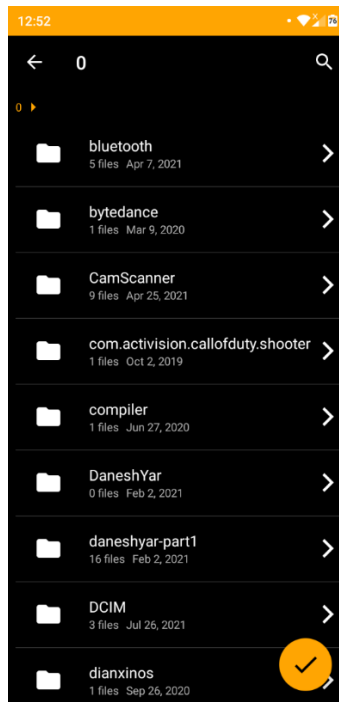 12:52
76
0
0
bluetooth
5 files Apr 7, 2021
bytedance
1 files Mar 9, 2020
CamScanner
9 files Apr 25, 2021
com.activision.callofduty.shooter
1 files Oct 2, 2019
compiler
1 files Jun 27, 2020
DaneshYar
0 files Feb 2, 2021
daneshyar-part1
16 files Feb 2, 2021
DCIM
3 files Jul 26, 2021
dianxinos
1 files Sep 26, 2020